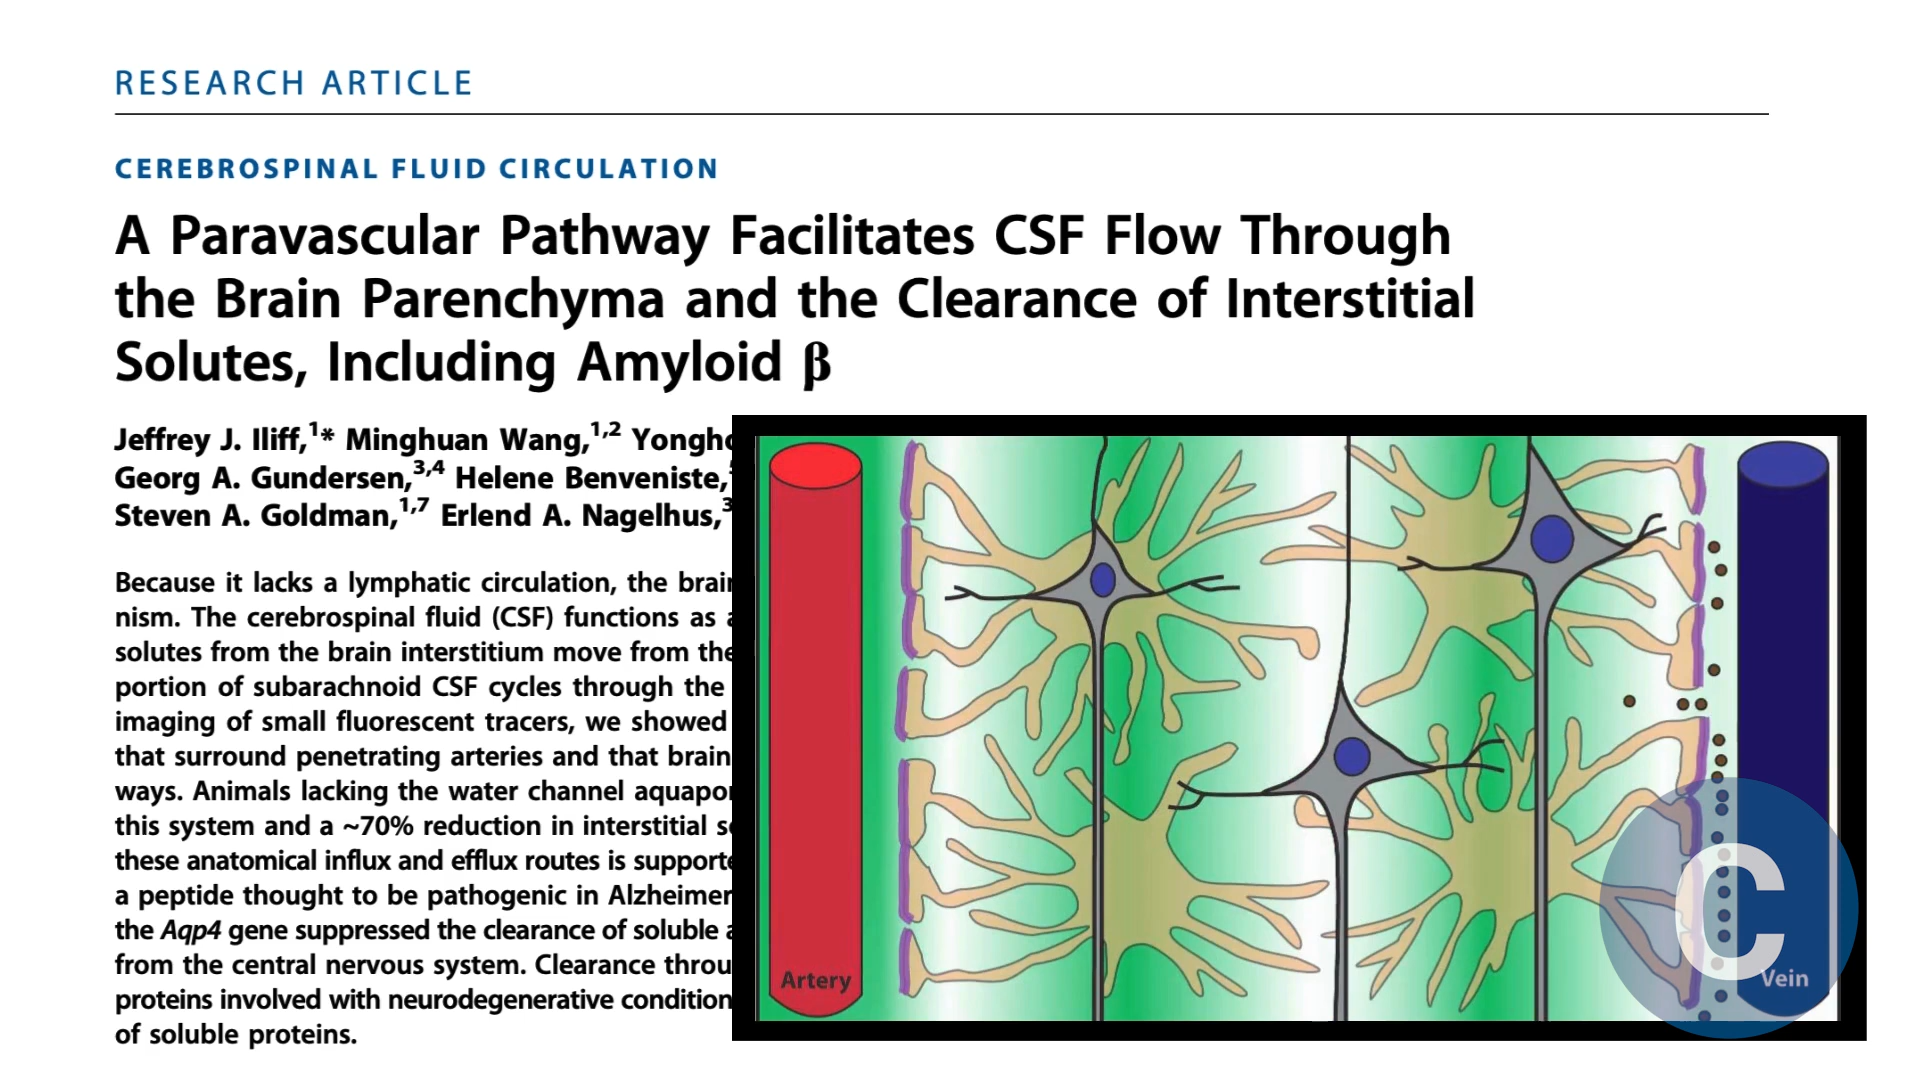 RESEARCH ARTICLE
CEREBROSPINAL FLUID CIRCULATION
A Paravascular Pathway Facilitates CSF Flow Through
the Brain Parenchyma and the Clearance of Interstitial
Solutes, Including Amyloid β
Jeffrey J. Iliff,1* Minghuan Wang,1,2
Georg A. Gundersen,3,4 Helene Benveniste,
Steven A. Goldman,1,7 Erlend A. Nagelhus,3
Because it lacks a lymphatic circulation, the brain
nism. The cerebrospinal fluid (CSF) functions as a
solutes from the brain interstitium move from the
portion of subarachnoid CSF cycles through the
imaging of small fluorescent tracers, we showed
that surround penetrating arteries and that brain
ways. Animals lacking the water channel
this system and a ~70% reduction in interstitial
these anatomical influx and efflux routes is
a peptide thought to be pathogenic in Alzheimer
the Aqp4 gene suppressed the clearance of soluble
from the central nervous system. Clearance
proteins involved with neurodegenerative condition
of soluble proteins.
Artery
C
Vein